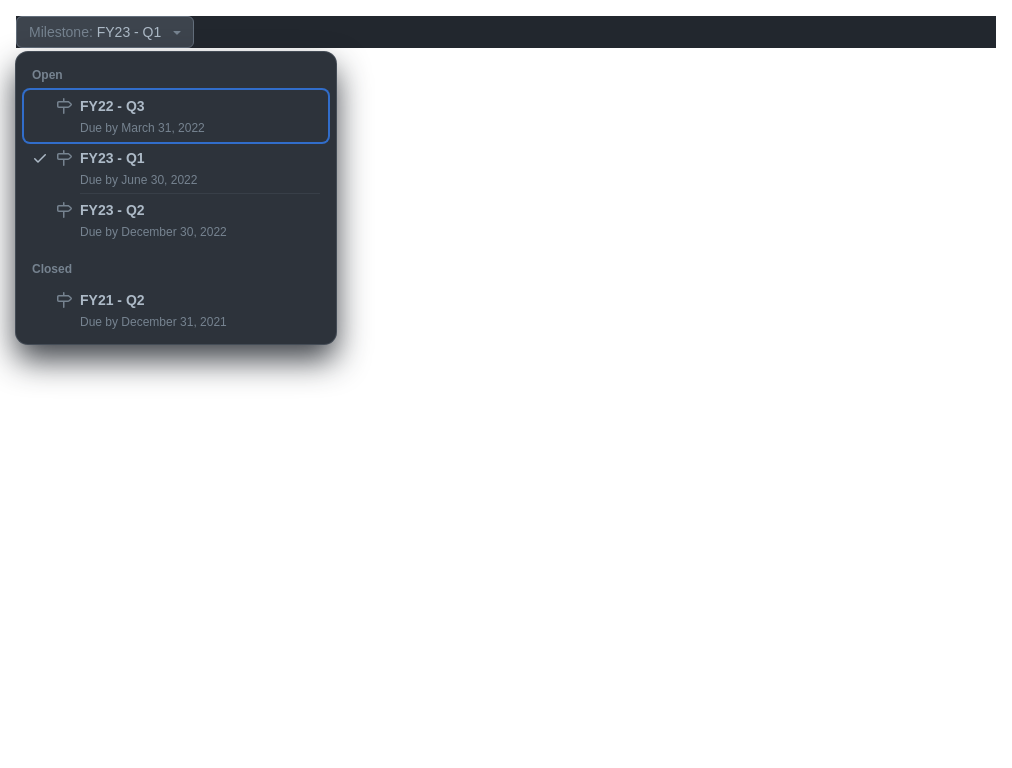 Milestone: FY23 - Q1
Open
FY22 - Q3
Due by March 31, 2022
FY23 - Q1
Due by June 30, 2022
FY23 - Q2
Due by December 30, 2022
Closed
FY21 - Q2
Due by December 31, 2021